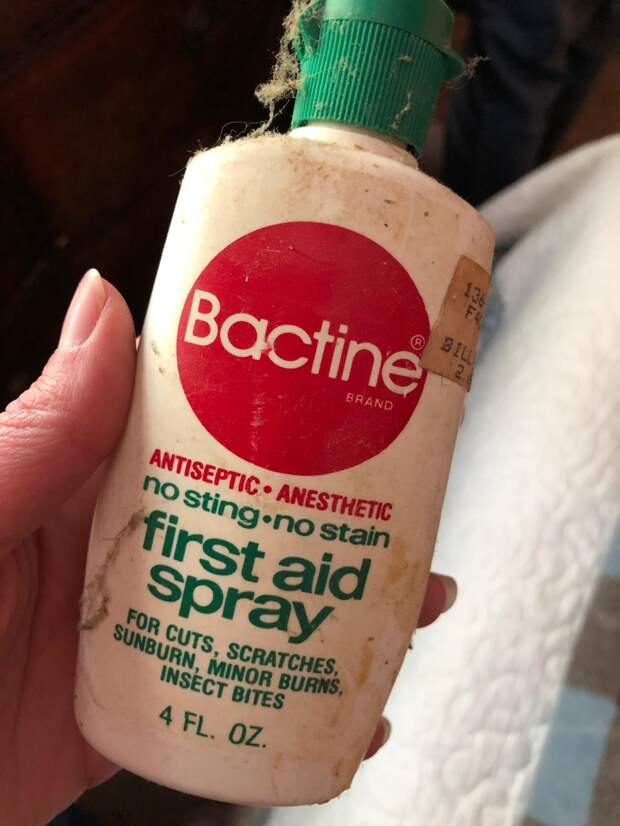 Bactine®
BRAND
ANTISEPTIC • ANESTHETIC
no sting • no stain
first aid
spray
FOR CUTS, SCRATCHES,
SUNBURN, MINOR BURNS,
INSECT BITES
4 FL. OZ.